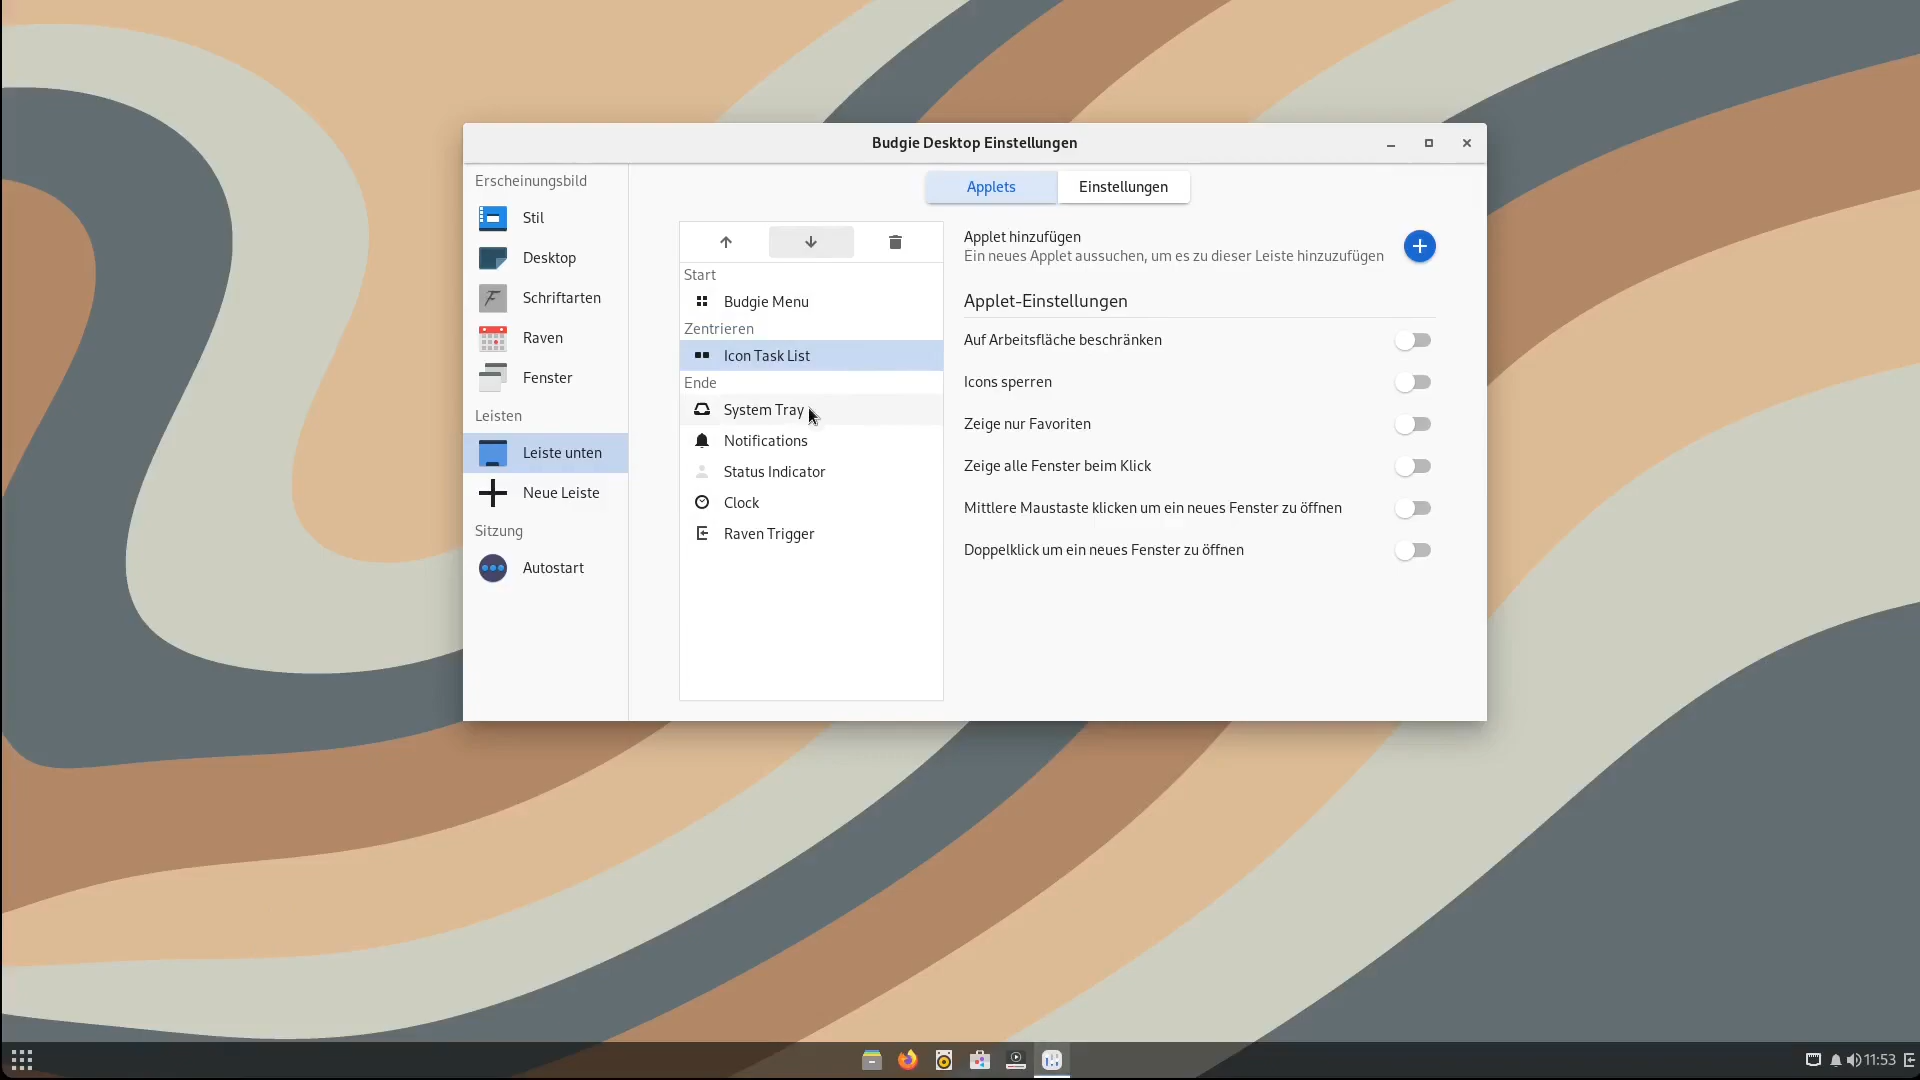 Budgie Desktop Einstellungen
Erscheinungsbild
Stil
Desktop
Schriftarten
Raven
Fenster
Leisten
Leiste unten
Neue Leiste
Sitzung
Autostart
Applets
Einstellungen
Start
Budgie Menu
Zentrieren
Icon Task List
Ende
System Tray
Notifications
Status Indicator
Clock
Raven Trigger
Applet hinzufügen
Ein neues Applet aussuchen, um es zu dieser Leiste hinzuzufügen
Applet-Einstellungen
Auf Arbeitsfläche beschränken
Icons sperren
Zeige nur Favoriten
Zeige alle Fenster beim Klick
Mittlere Maustaste klicken um ein neues Fenster zu öffnen
Doppelklick um ein neues Fenster zu öffnen
11:53